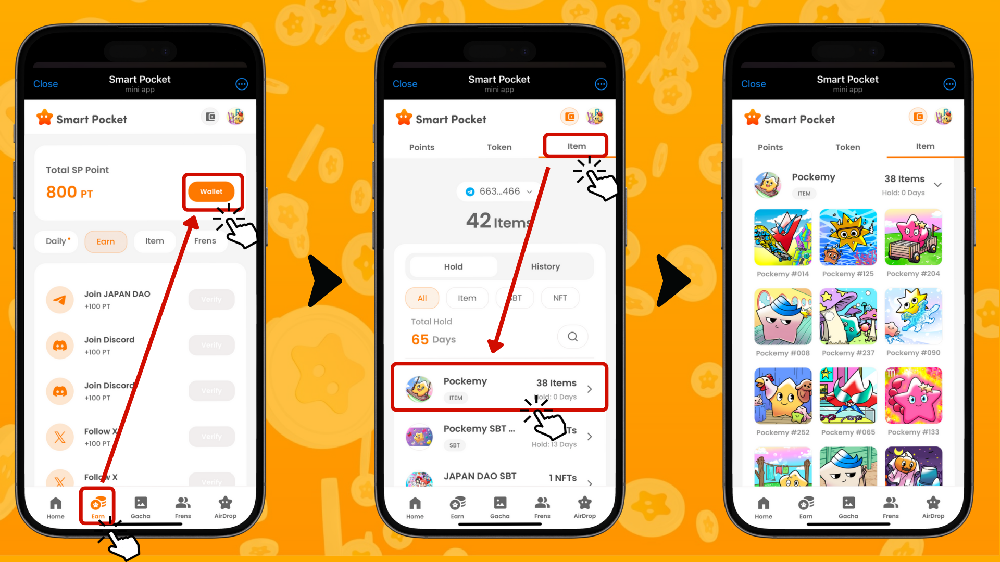 Close
Smart Pocket
mini app
Smart Pocket
Total SP Point
800 PT
Wallet
Daily
Earn
Item
Frens
Join JAPAN DAO
+100 PT
Verify
Join Discord
+100 PT
Verify
Join Discord
+100 PT
Verify
Follow X
+100 PT
Verify
Follow X
Verify
Home
Earn
Gacha
Frens
AirDrop
Close
Smart Pocket
mini app
Smart Pocket
Points
Token
Item
663...466
42 Items
Hold
History
All
Item
SBT
NFT
Total Hold
65 Days
Pockemy
ITEM
38 Items
Hold: 0 Days
Pockemy SBT ...
SBT
Ts
Hold: 13 Days
JAPAN DAO SBT
1 NFTs
Home
Earn
Gacha
Frens
AirDrop
Close
Smart Pocket
mini app
Smart Pocket
Points
Token
Item
Pockemy
ITEM
38 Items
Hold: 0 Days
Pockemy #014
Pockemy #125
Pockemy #204
Pockemy #008
Pockemy #237
Pockemy #090
Pockemy #252
Pockemy #065
Pockemy #133
Home
Earn
Gacha
Frens
AirDrop